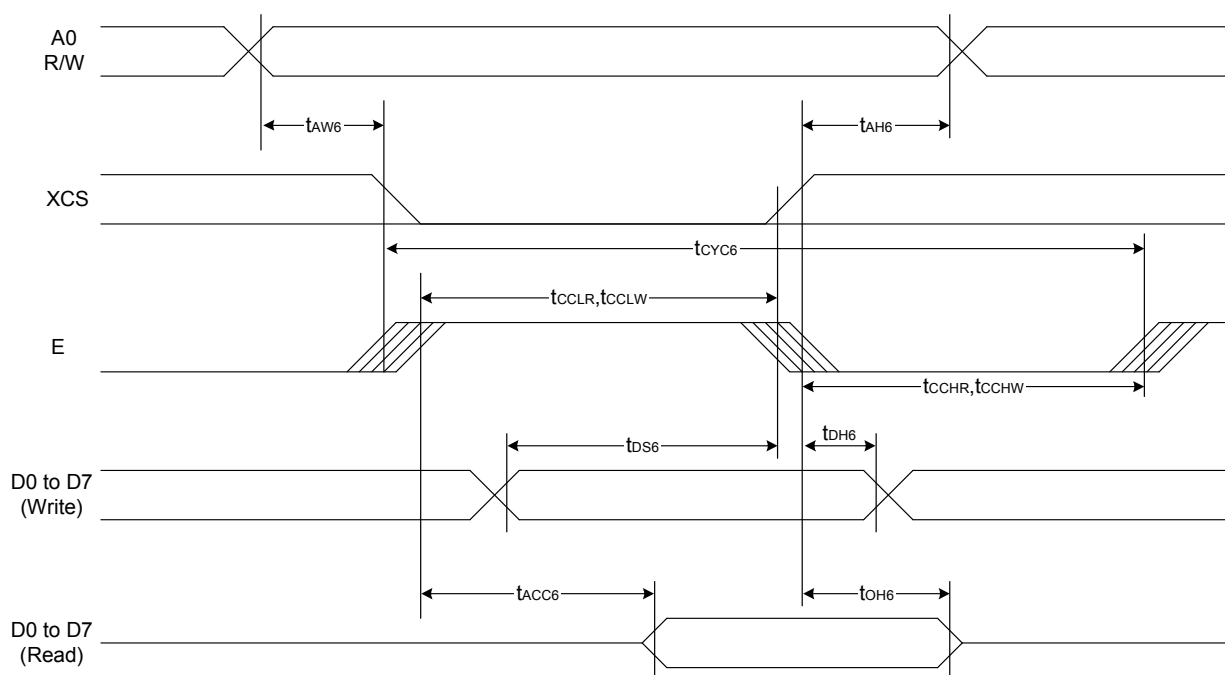 A0
R/W
tAW6
tAH6
XCS
tCYC6
tCCLR,tCCLW
E
tCCHR,tCCHW
tDS6
tDH6
D0 to D7
(Write)
tACC6
tOH6
D0 to D7
(Read)